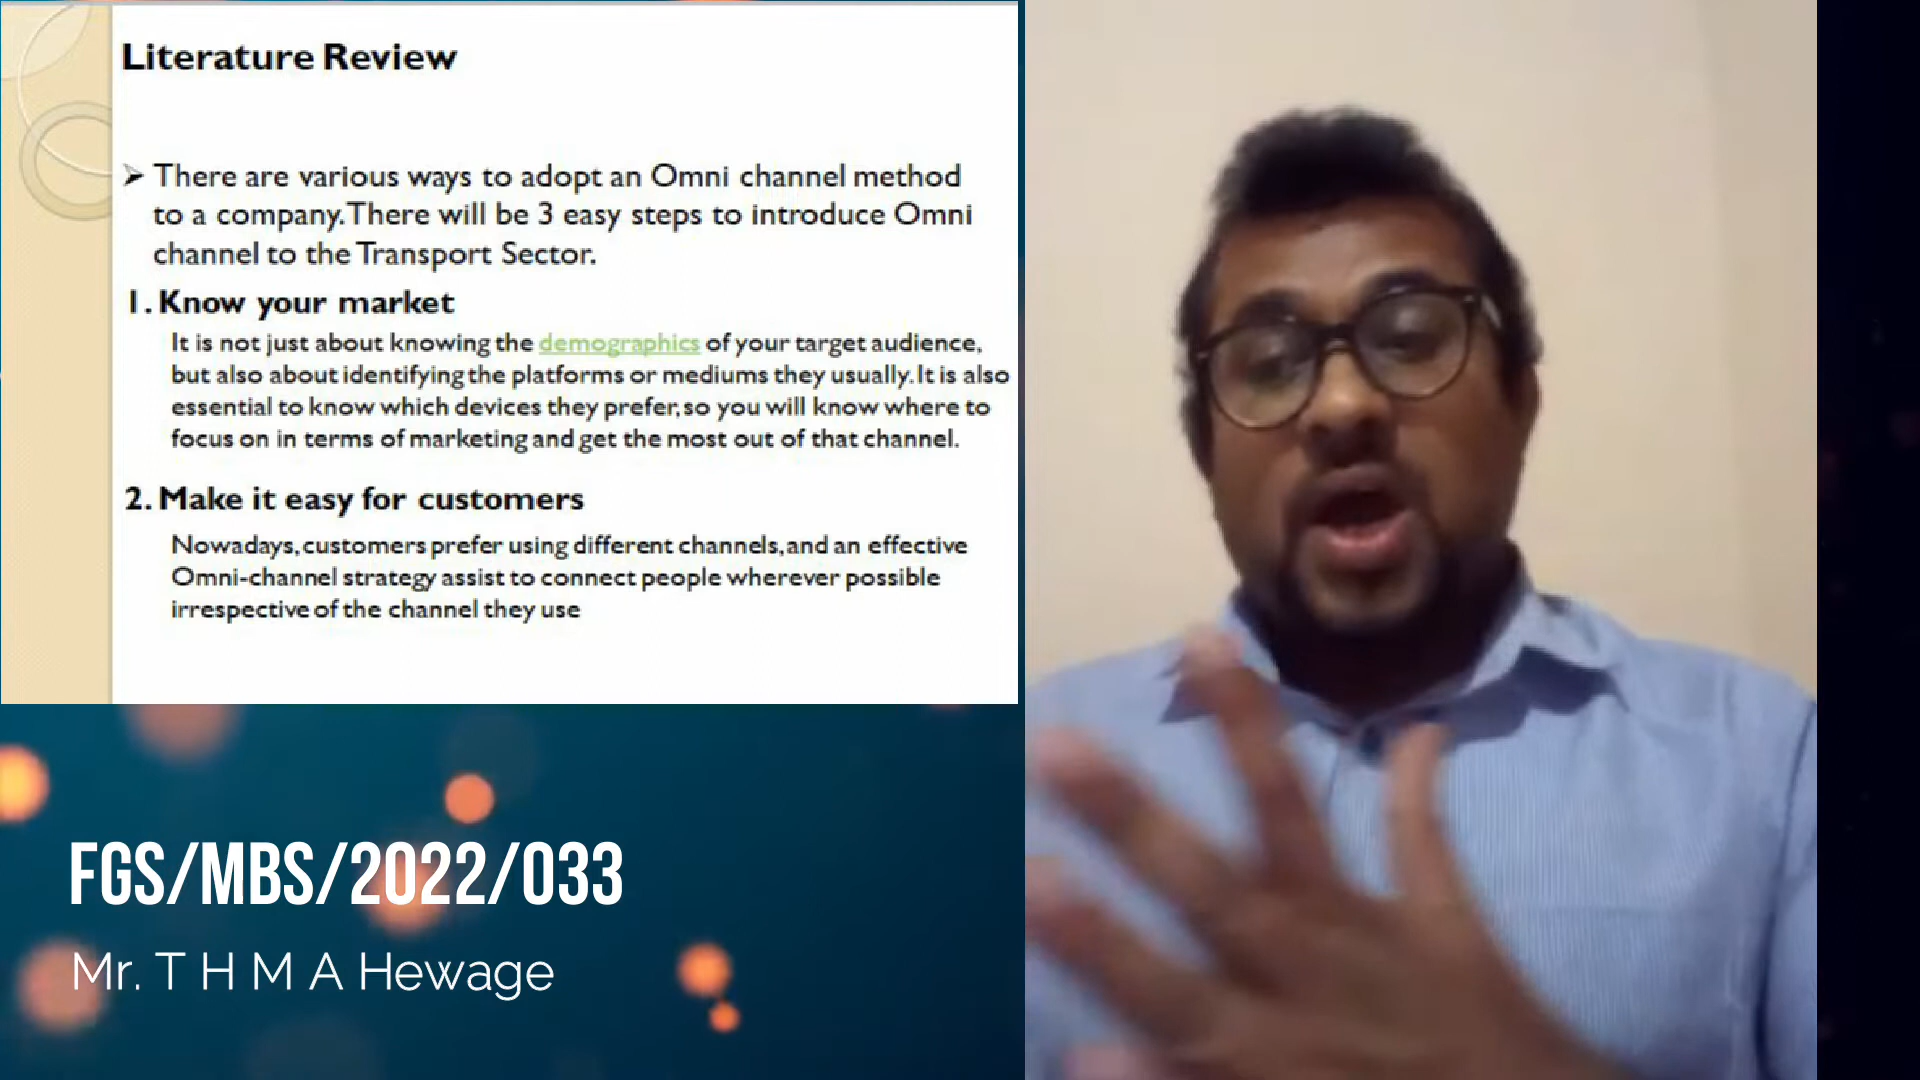 Literature Review
➢ There are various ways to adopt an Omni channel method
to a company. There will be 3 easy steps to introduce Omni
channel to the Transport Sector.
1. Know your market
It is not just about knowing the demographics of your target audience,
but also about identifying the platforms or mediums they usually. It is also
essential to know which devices they prefer, so you will know where to
focus on in terms of marketing and get the most out of that channel.
2. Make it easy for customers
Nowadays, customers prefer using different channels, and an effective
Omni-channel strategy assist to connect people wherever possible
irrespective of the channel they use
FGS/MBS/2022/033
Mr. T H M A Hewage